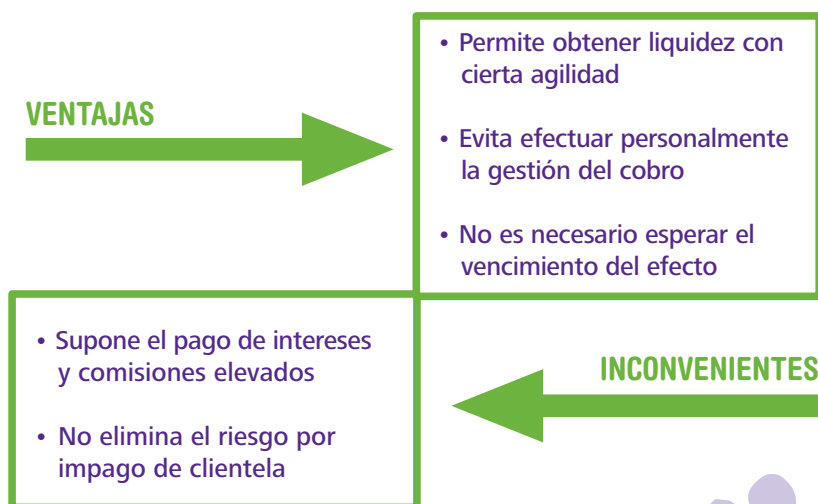 VENTAJAS
• Permite obtener liquidez con
cierta agilidad
• Evita efectuar personalmente
la gestión del cobro
• No es necesario esperar el
vencimiento del efecto
• Supone el pago de intereses
y comisiones elevados
• No elimina el riesgo por
impago de clientela
INCONVENIENTES